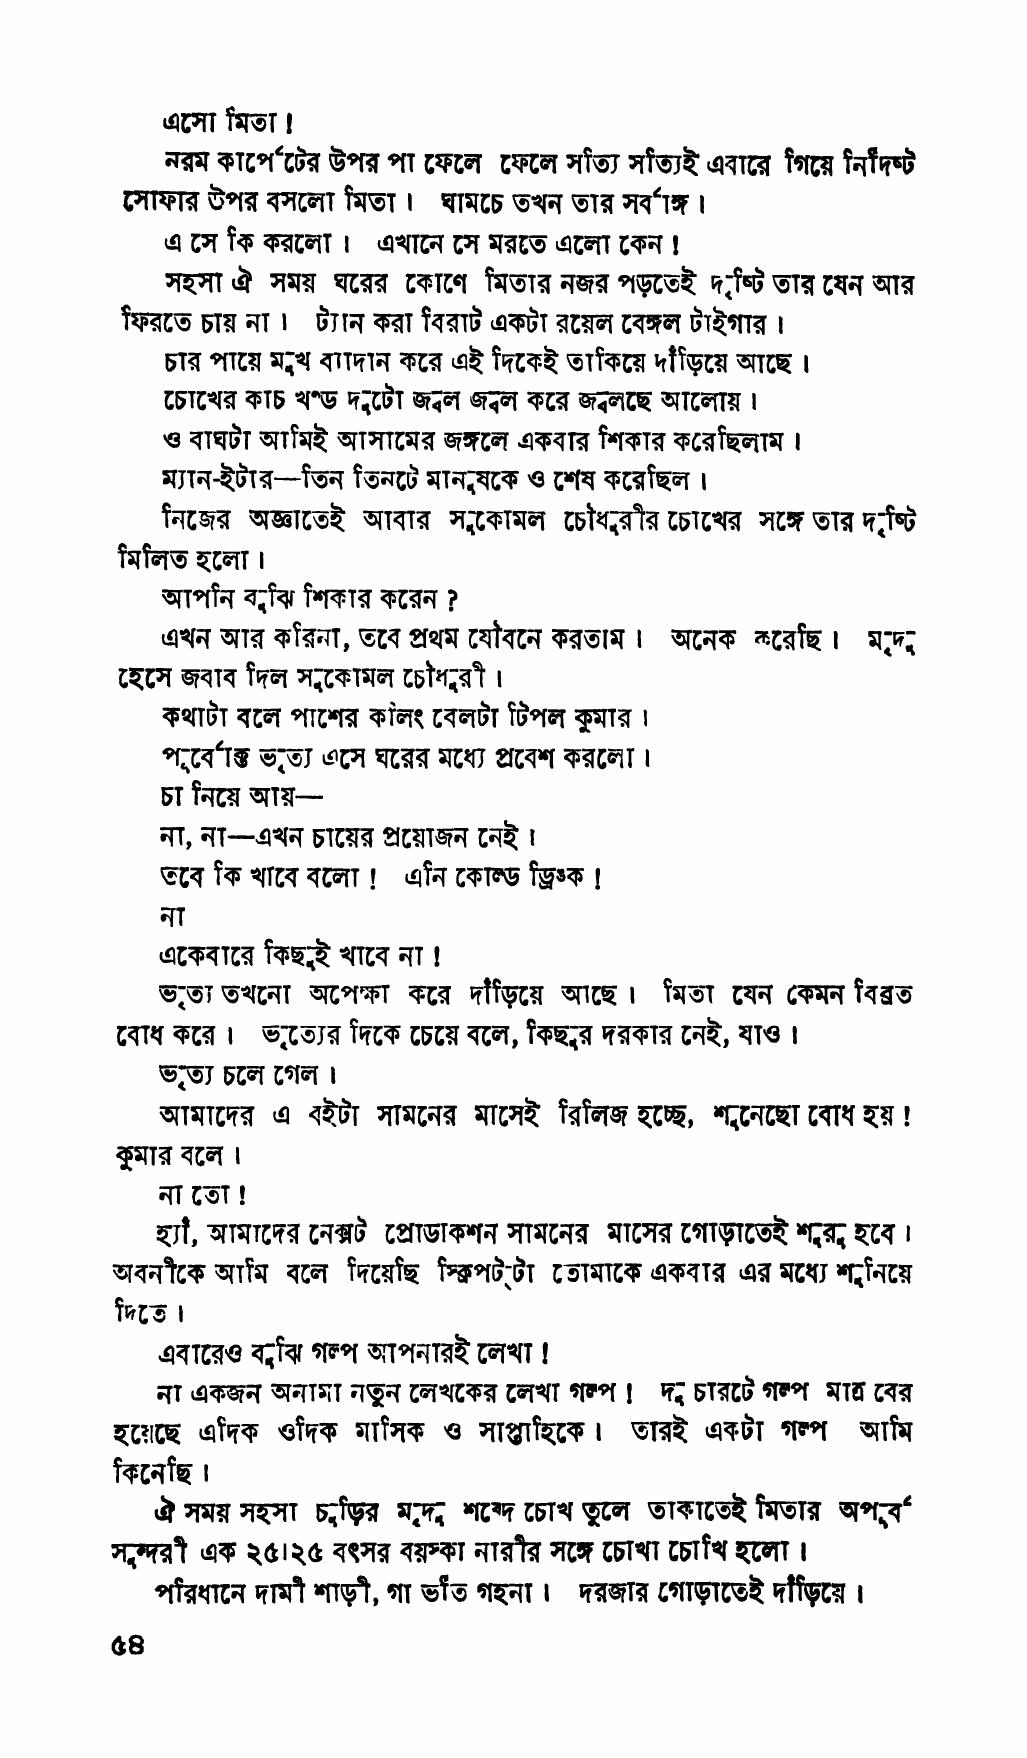 এসো মিতা !
নরম কার্পেটের উপর পা ফেলে ফেলে সত্যি সত্যিই এবারে গিয়ে নির্দিষ্ট
সোফার উপর বসলো মিতা । ঘামচে তখন তার সর্বাঙ্গ ।
এ সে কি করলো । এখানে সে মরতে এলো কেন !
সহসা ঐ সময় ঘরের কোণে মিতার নজর পড়তেই দৃষ্টি তার যেন আর
ফিরতে চায় না । ট্যান করা বিরাট একটা রয়েল বেঙ্গল টাইগার ।
চার পায়ে মুখ ব্যাদান করে এই দিকেই তাকিয়ে দাঁড়িয়ে আছে ।
চোখের কাচ খণ্ড দুটো জ্বল জ্বল করে জ্বলছে আলোয় ।
ও বাঘটা আমিই আসামের জঙ্গলে একবার শিকার করেছিলাম ।
ম্যান-ইটার—তিন তিনটে মানুষকে ও শেষ করেছিল ।
নিজের অজ্ঞাতেই আবার সুকোমল চৌধুরীর চোখের সঙ্গে তার দৃষ্টি
মিলিত হলো ।
আপনি বুঝি শিকার করেন ?
এখন আর করিনা, তবে প্রথম যৌবনে করতাম । অনেক করেছি । মৃদু
হেসে জবাব দিল সুকোমল চৌধুরী ।
কথাটা বলে পাশের কলিং বেলটা টিপল কুমার ।
পূর্বোক্ত ভৃত্য এসে ঘরের মধ্যে প্রবেশ করলো ।
চা নিয়ে আয়—
না, না—এখন চায়ের প্রয়োজন নেই ।
তবে কি খাবে বলো ! এনি কোল্ড ড্রিঙ্ক !
না
একেবারে কিছুই খাবে না !
ভৃত্য তখনো অপেক্ষা করে দাঁড়িয়ে আছে । মিতা যেন কেমন বিব্রত
বোধ করে । ভৃত্যের দিকে চেয়ে বলে, কিছুর দরকার নেই, যাও ।
ভৃত্য চলে গেল ।
আমাদের এ বইটা সামনের মাসেই রিলিজ হচ্ছে, শুনেছো বোধ হয় !
কুমার বলে ।
না তো !
হ্যাঁ, আমাদের নেক্সট প্রোডাকশন সামনের মাসের গোড়াতেই শুরু হবে ।
অবনীকে আমি বলে দিয়েছি স্ক্রিপট্‌টা তোমাকে একবার এর মধ্যে শুনিয়ে
দিতে ।
এবারেও বুঝি গল্প আপনারই লেখা !
না একজন অনামা নতুন লেখকের লেখা গল্প ! দু চারটে গল্প মাত্র বের
হয়েছে এদিক ওদিক মাসিক ও সাপ্তাহিকে । তারই একটা গল্প আমি
কিনেছি ।
ঐ সময় সহসা চুড়ির মৃদু শব্দে চোখ তুলে তাকাতেই মিতার অপূর্ব
সুন্দরী এক ২৫।২৫ বৎসর বয়স্কা নারীর সঙ্গে চোখা চোখি হলো ।
পরিধানে দামী শাড়ী, গা ভর্তি গহনা । দরজার গোড়াতেই দাঁড়িয়ে ।
৫৪